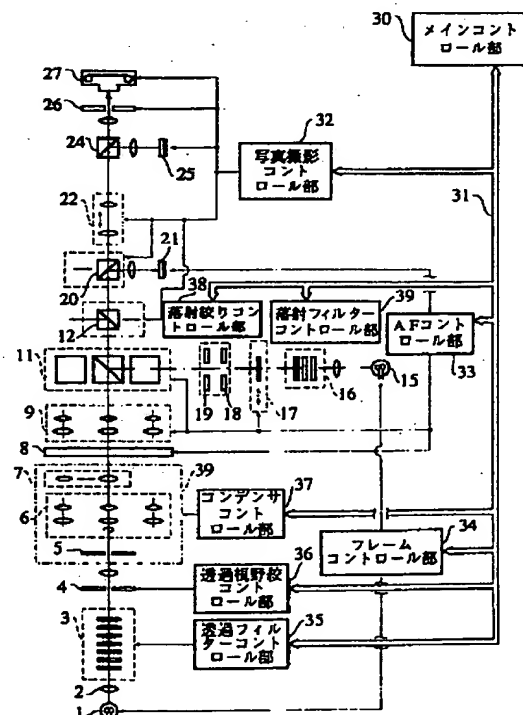 30
メインコント
ロール部
27
26
24
25
32
写真撮影
コント
ロール部
31
22
21
20
38
落射絞りコント
ロール部
落射フィルター
コントロール部
39
12
AFコント
ロール部
33
11
19
18
17
16
15
9
8
7
39
6
5
コンデンサ
コント
ロール部
37
フレーム
コントロール部
34
4
透過視野絞
コント
ロール部
36
3
透過フィル
ターコント
ロール部
35
2
1